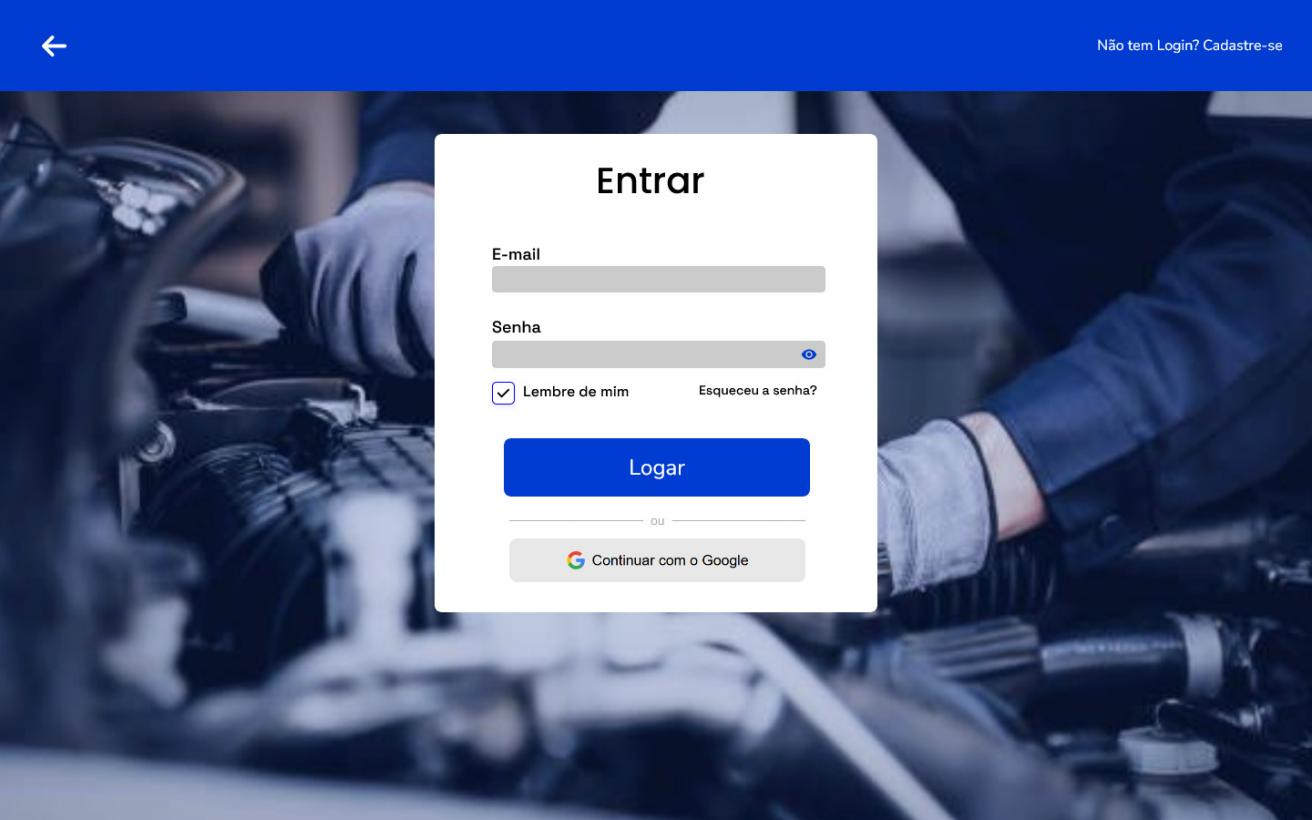 Não tem Login? Cadastre-se
Entrar
E-mail
Senha
Lembre de mim
Esqueceu a senha?
Logar
ou
Continuar com o Google